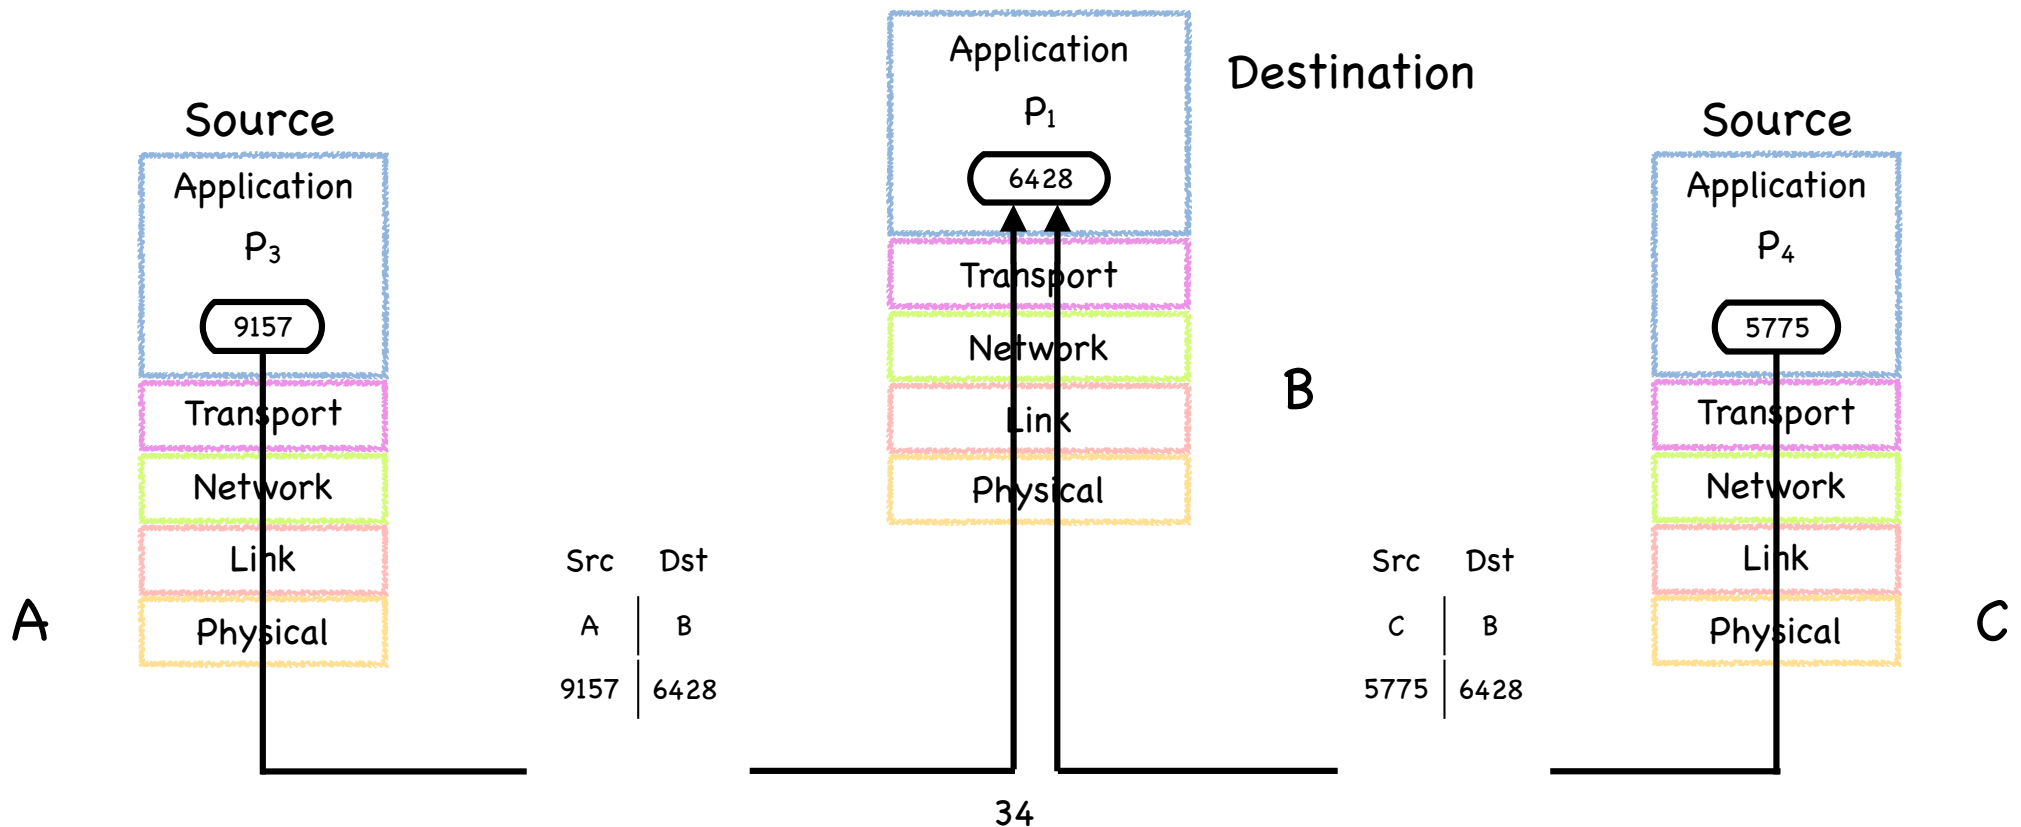 Source
Application
P3
9157
Transport
Network
Link
Physical
A
Src Dst
A B
9157 6428
Application
P1
6428
Transport
Network
Link
Physical
Destination
B
Src Dst
C B
5775 6428
Source
Application
P4
5775
Transport
Network
Link
Physical
C
34